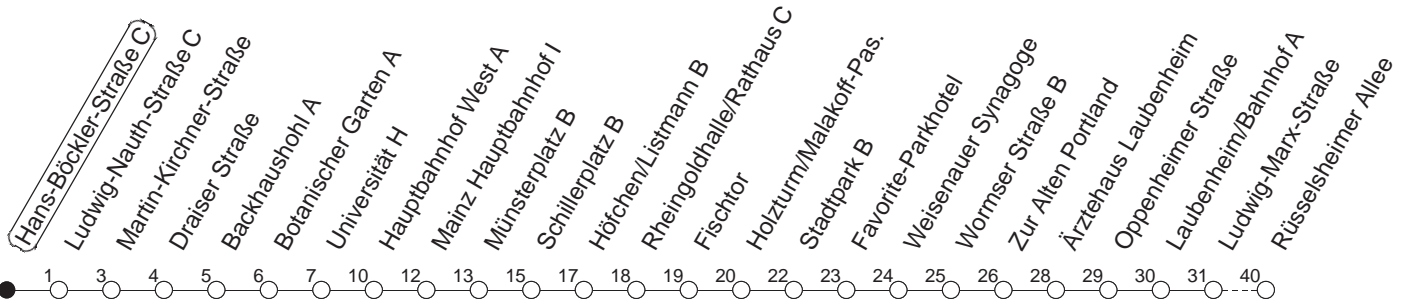 Hans-Böckler-Straße C
Ludwig-Nauth-Straße C
Martin-Kirchner-Straße
Draiser Straße
Backhaushohl A
Botanischer Garten A
Universität H
Hauptbahnhof West A
Mainz Hauptbahnhof I
Münsterplatz B
Schillerplatz B
Höfchen/Listmann B
Rheingoldhalle/Rathaus C
Fischtor
Holzturm/Malakoff-Pas.
Stadtpark B
Favorite-Parkhotel
Weisenauer Synagoge
Wormser Straße B
Zur Alten Portland
Ärztehaus Laubenheim
Oppenheimer Straße
Laubenheim/Bahnhof A
Ludwig-Marx-Straße
Rüsselsheimer Allee
1 3 4 5 6 7 10 12 13 15 17 18 19 20 22 23 24 25 26 28 29 30 31 40